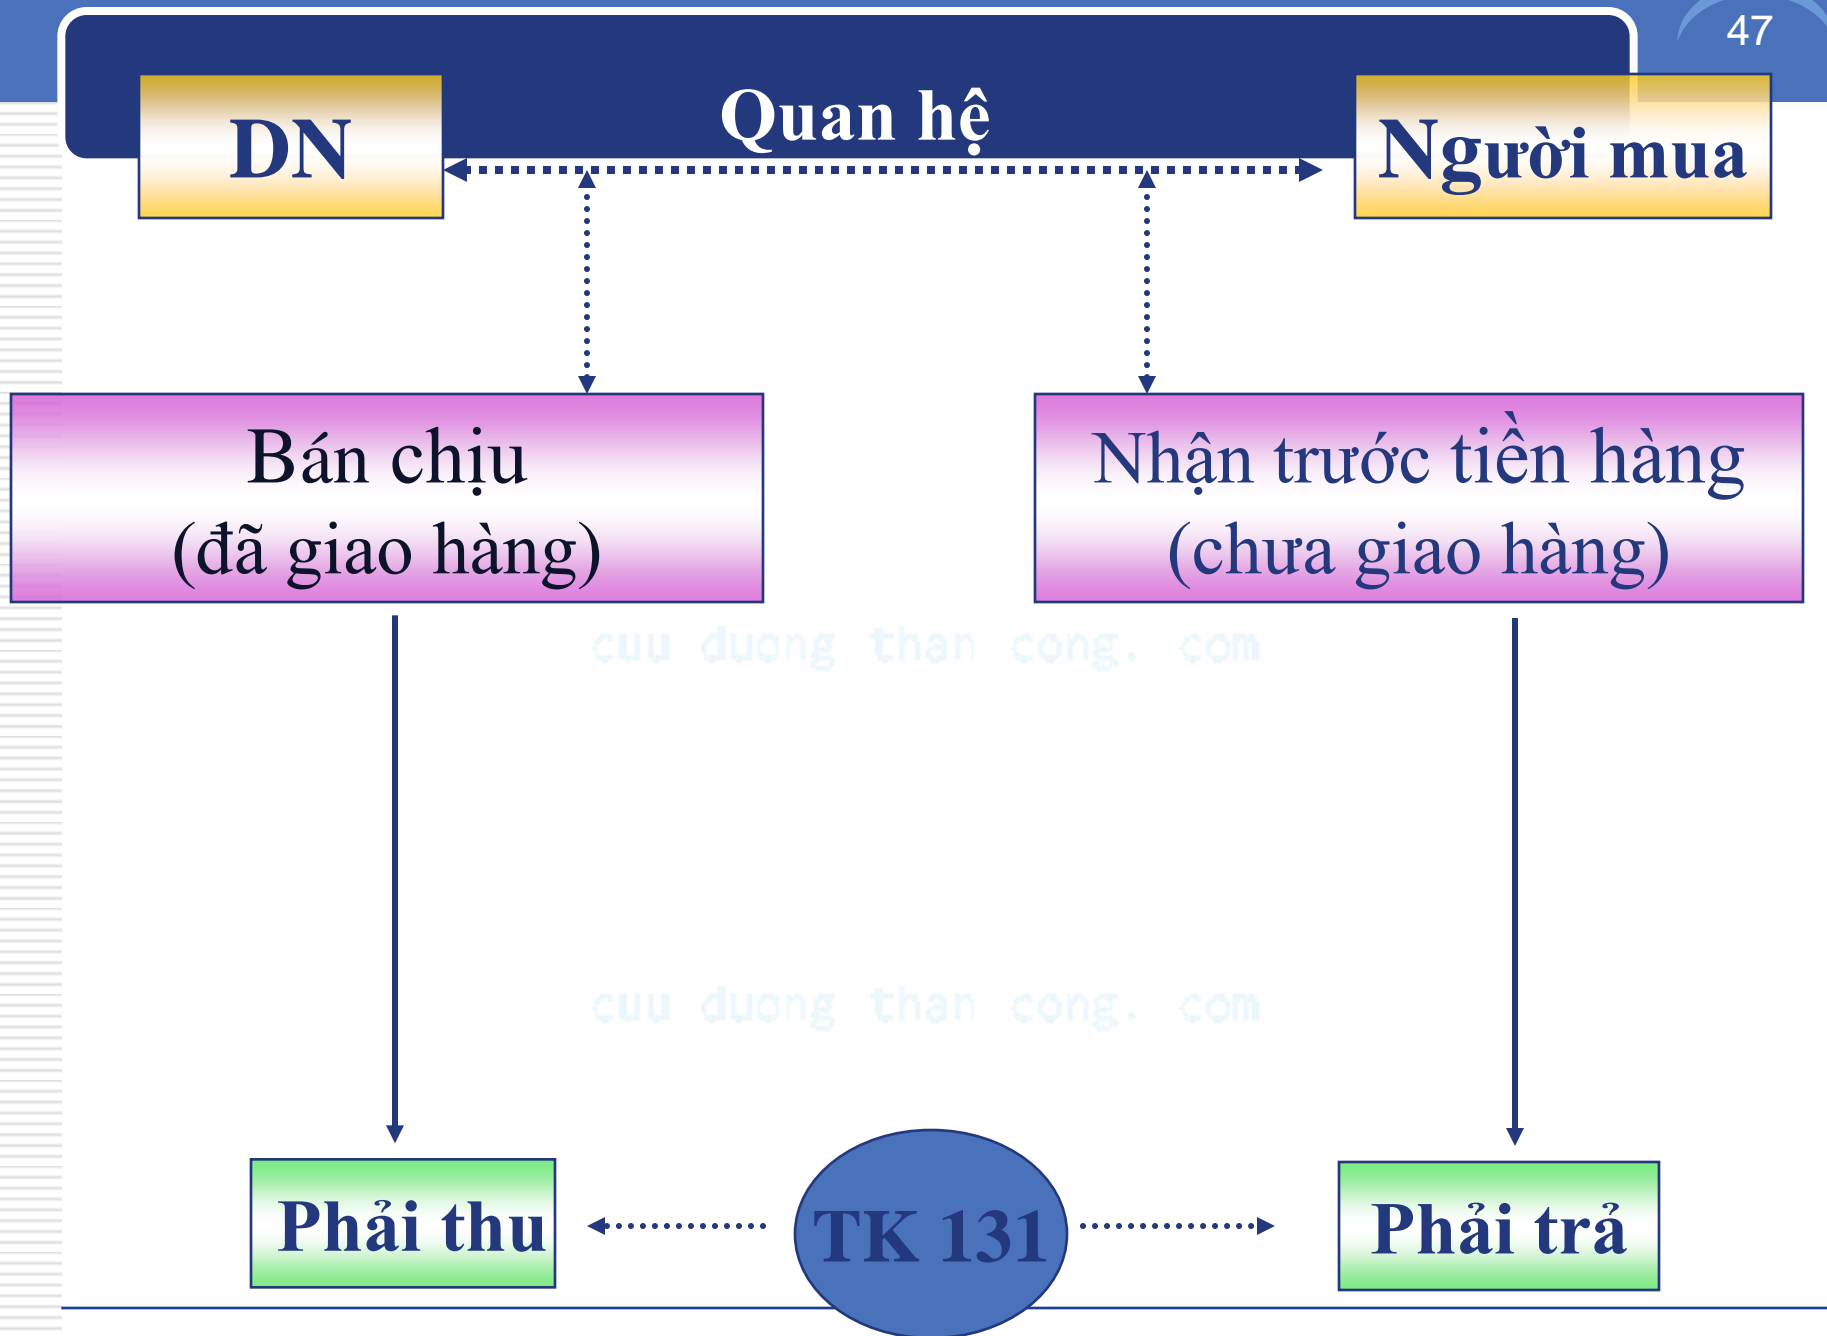 47
DN
Quan hệ
Người mua
Bán chịu
(đã giao hàng)
Nhận trước tiền hàng
(chưa giao hàng)
cuu duong than cong. com
cuu duong than cong. com
Phải thu
TK 131
Phải trả